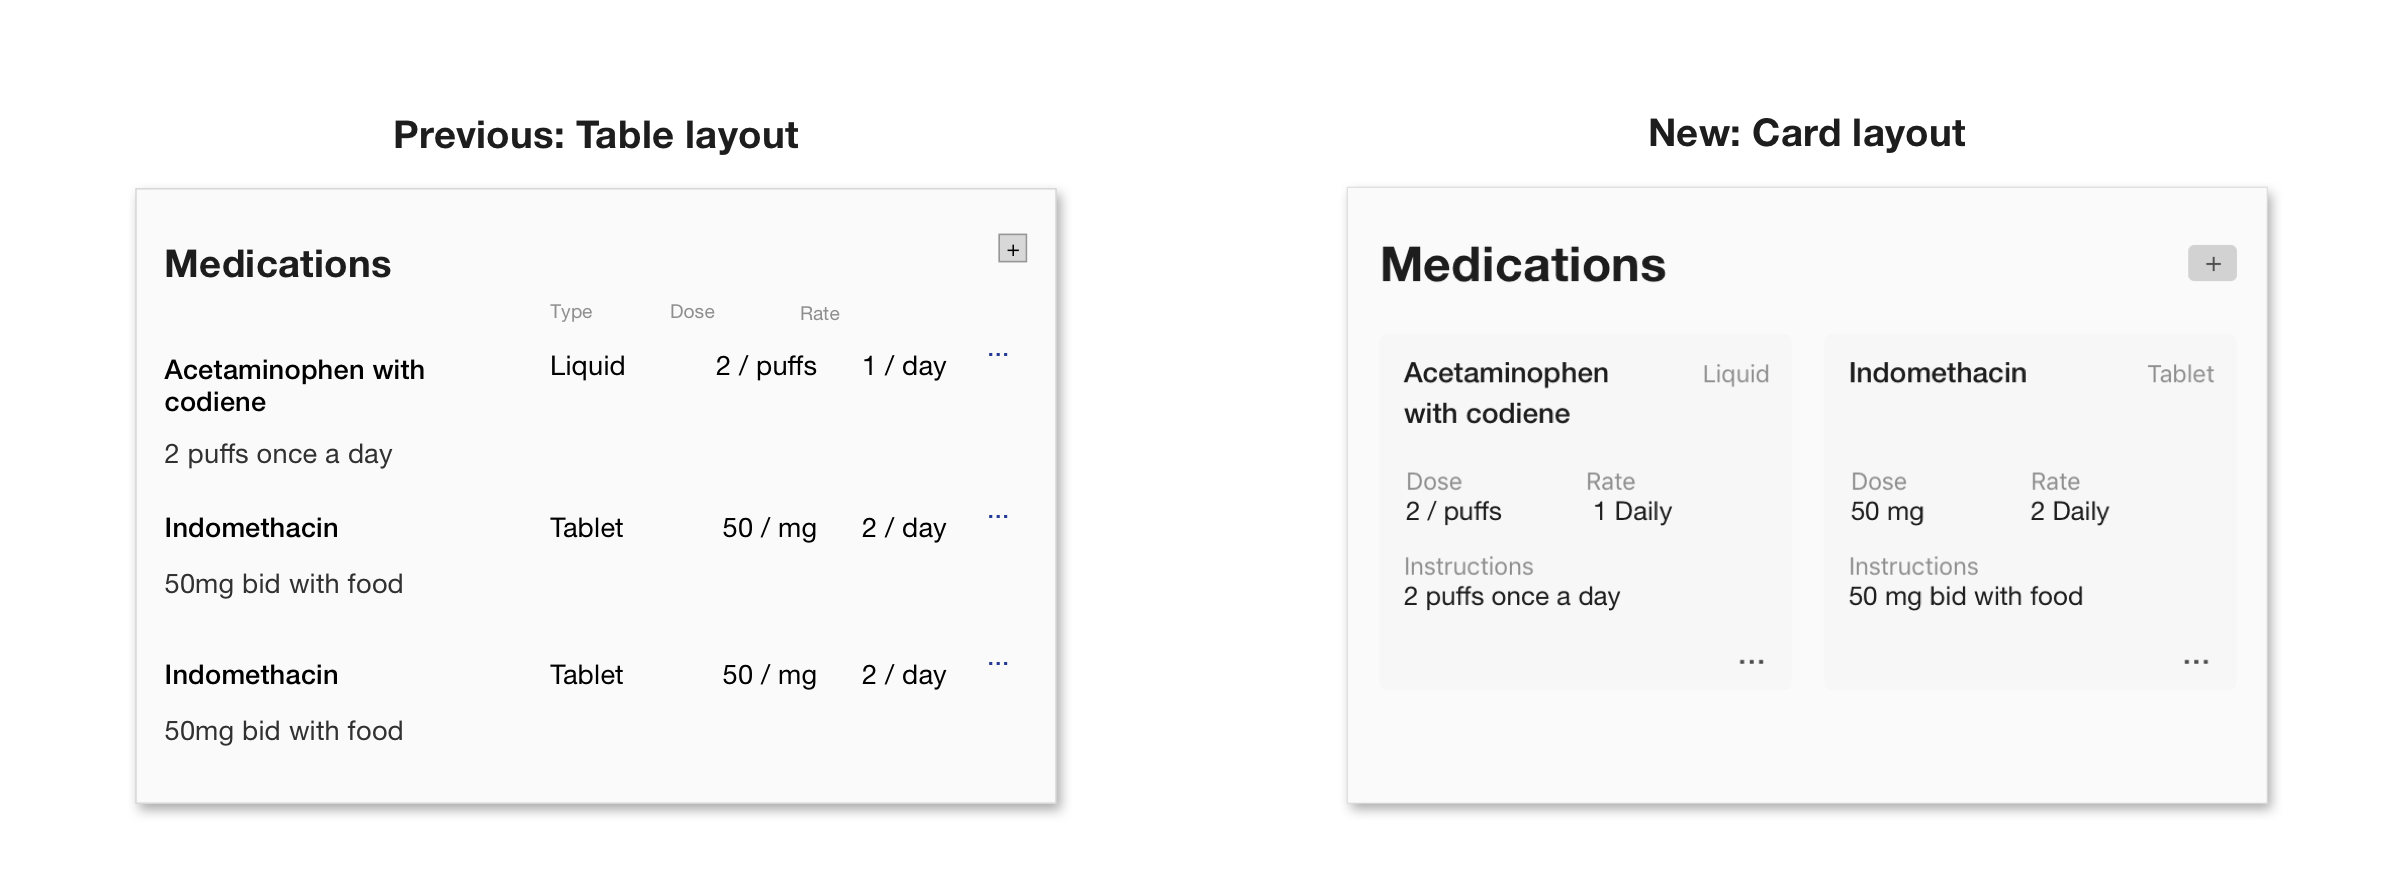 Previous: Table layout
Medications
+
Type Dose Rate
Acetaminophen with Liquid 2 / puffs 1 / day ...
codiene
2 puffs once a day
Indomethacin Tablet 50 / mg 2 / day ...
50mg bid with food
Indomethacin Tablet 50 / mg 2 / day ...
50mg bid with food
New: Card layout
Medications +
Acetaminophen Liquid
with codiene
Dose Rate
2 / puffs 1 Daily
Instructions
2 puffs once a day
...
Indomethacin Tablet
Dose Rate
50 mg 2 Daily
Instructions
50 mg bid with food
...